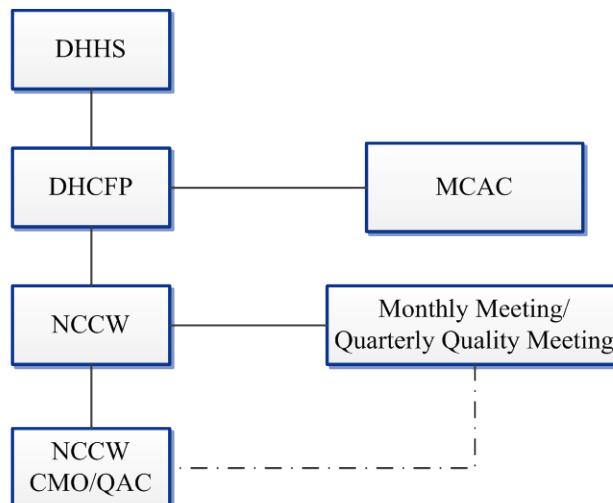 DHHS
DHCFP
MCAC
NCCW
Monthly Meeting/
Quarterly Quality Meeting
NCCW
CMO/QAC